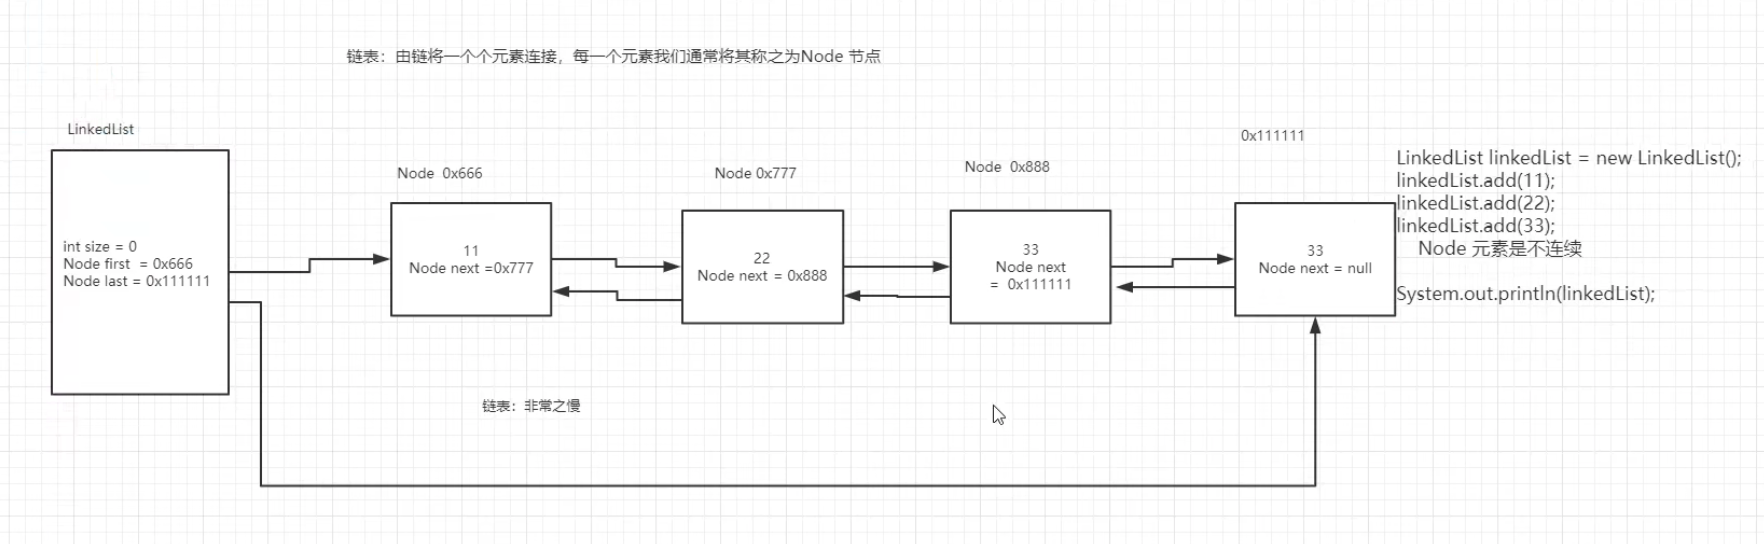 链表：由链将一个个元素连接，每一个元素我们通常将其称之为Node 节点
LinkedList
int size = 0
Node first  = 0x666
Node last = 0x111111
Node  0x666
11
Node next =0x777
Node 0x777
22
Node next = 0x888
Node  0x888
33
Node next
=  0x111111
0x111111
33
Node next = null
LinkedList linkedList = new LinkedList();
linkedList.add(11);
linkedList.add(22);
linkedList.add(33);
Node 元素是不连续
System.out.println(linkedList);
链表：非常之慢